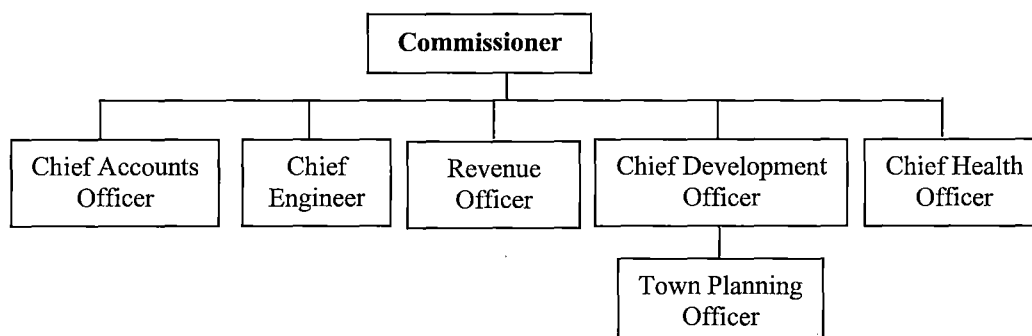 Commissioner
Chief Accounts
Officer
Chief
Engineer
Revenue
Officer
Chief Development
Officer
Chief Health
Officer
Town Planning
Officer